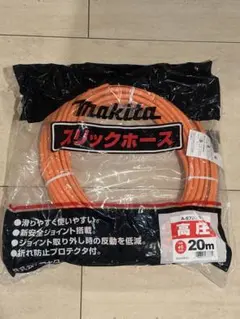 makita
スリックホース
●滑りやすく使いやすい。
●新安全ジョイント搭載。
●ジョイント取り外し時の反動を低減。
●折れ防止プロテクタ付。
高圧
20m